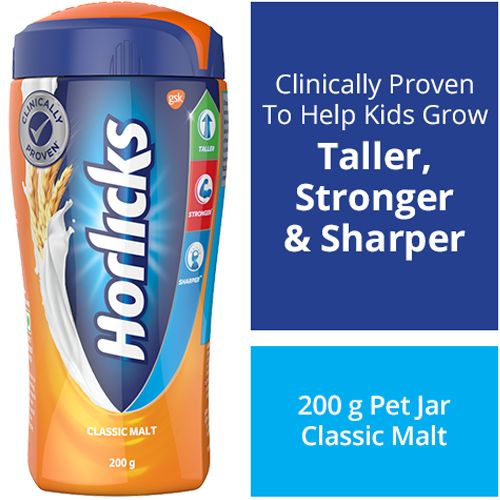 CLINICALLY
PROVEN
gsk
TALLER
STRONGER
SHARPER™
Horlicks
CLASSIC MALT
200 g
Clinically Proven
To Help Kids Grow
Taller,
Stronger
& Sharper
200 g Pet Jar
Classic Malt